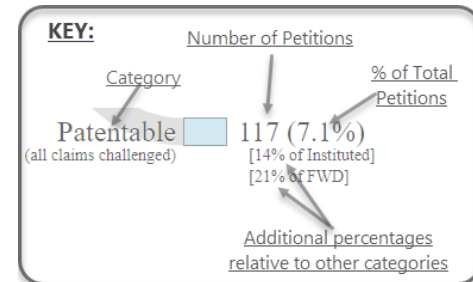 KEY:
Number of Petitions
Category
% of Total
Petitions
Patentable 117 (7.1%)
(all claims challenged) [14% of Instituted]
[21% of FWD]
Additional percentages
relative to other categories